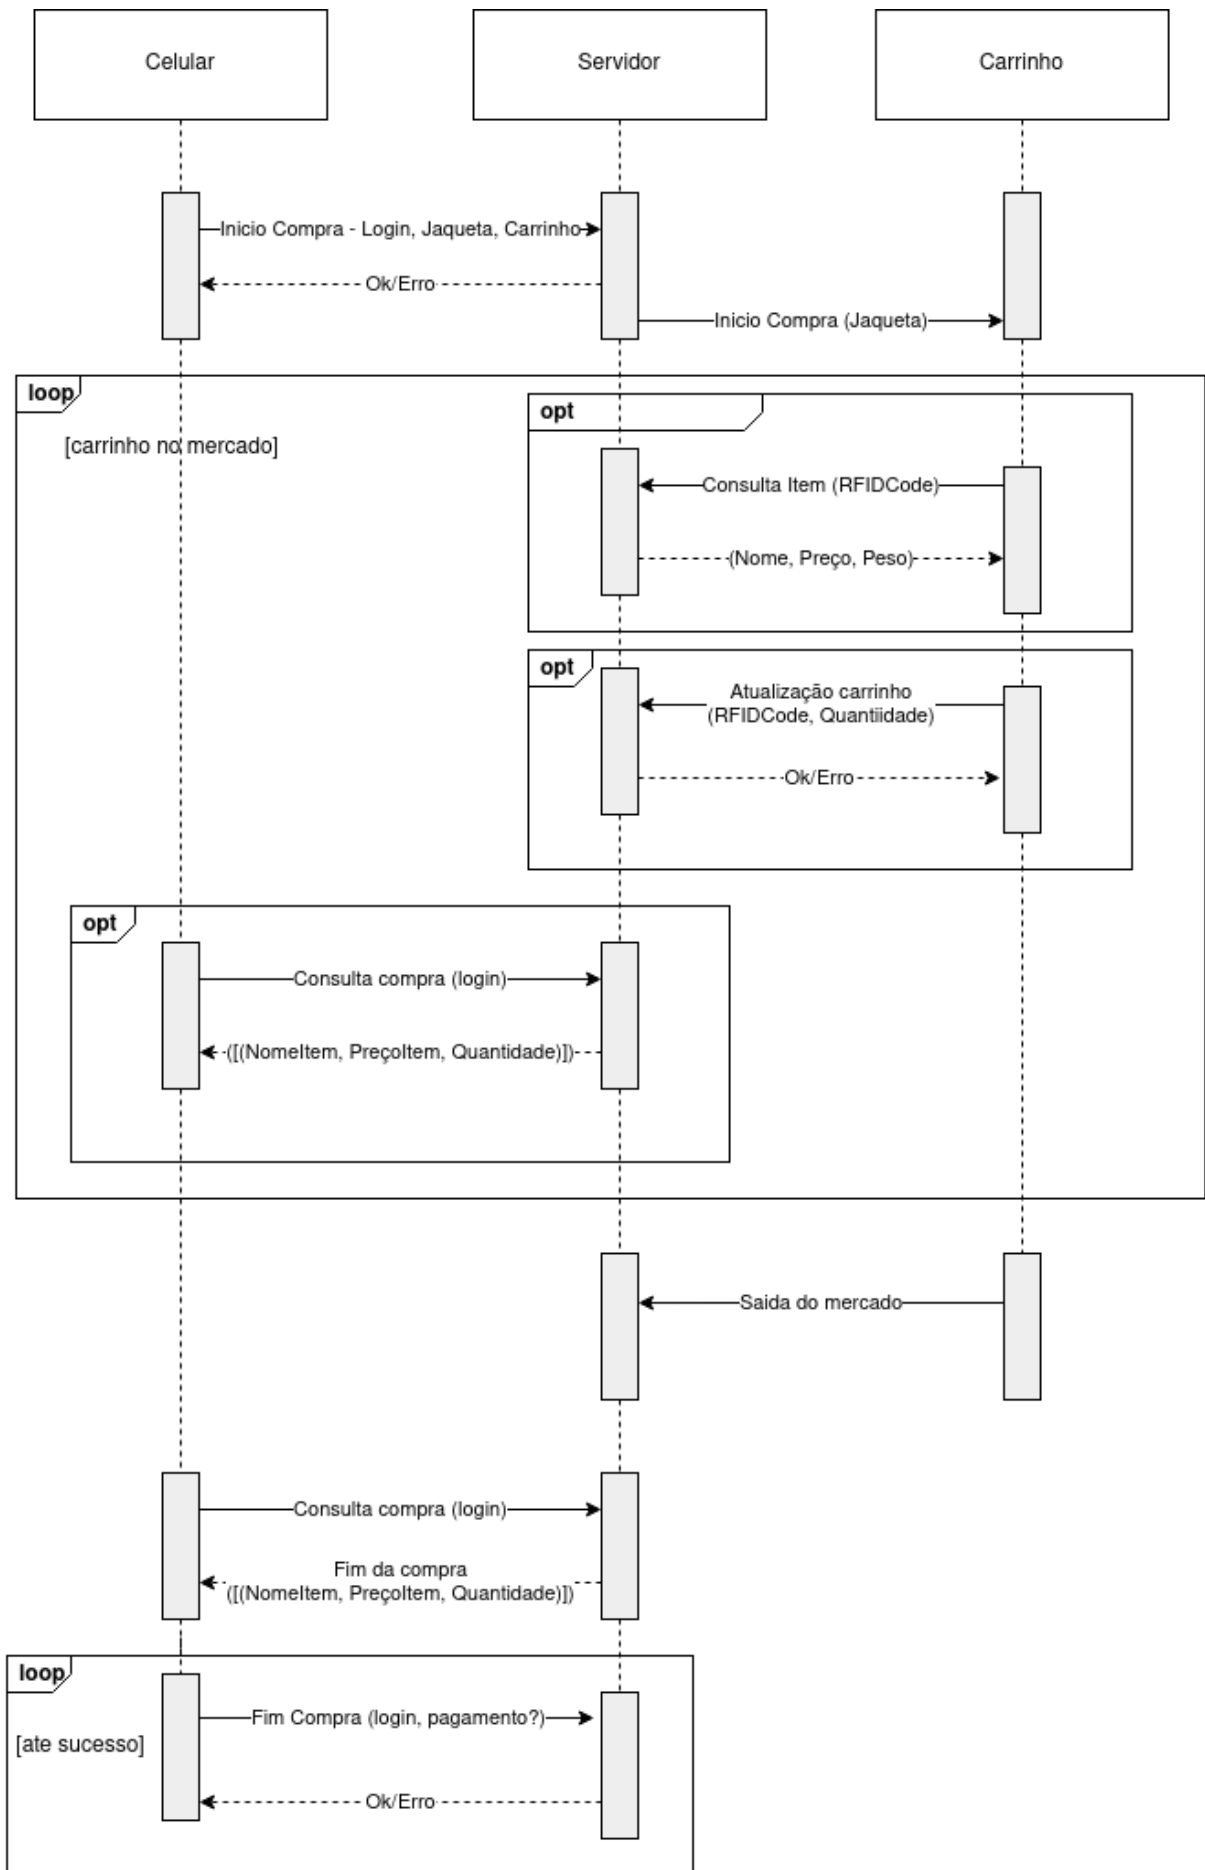 Celular
Servidor
Carrinho
Inicio Compra - Login, Jaqueta, Carrinho
Ok/Erro
Inicio Compra (Jaqueta)
loop
[carrinho no mercado]
opt
Consulta Item (RFIDCode)
(Nome, Preço, Peso)
opt
Atualização carrinho
(RFIDCode, Quantiidade)
Ok/Erro
opt
Consulta compra (login)
([(NomeItem, PreçoItem, Quantidade)])
Saida do mercado
Consulta compra (login)
Fim da compra
([(NomeItem, PreçoItem, Quantidade)])
loop
[ate sucesso]
Fim Compra (login, pagamento?)
Ok/Erro